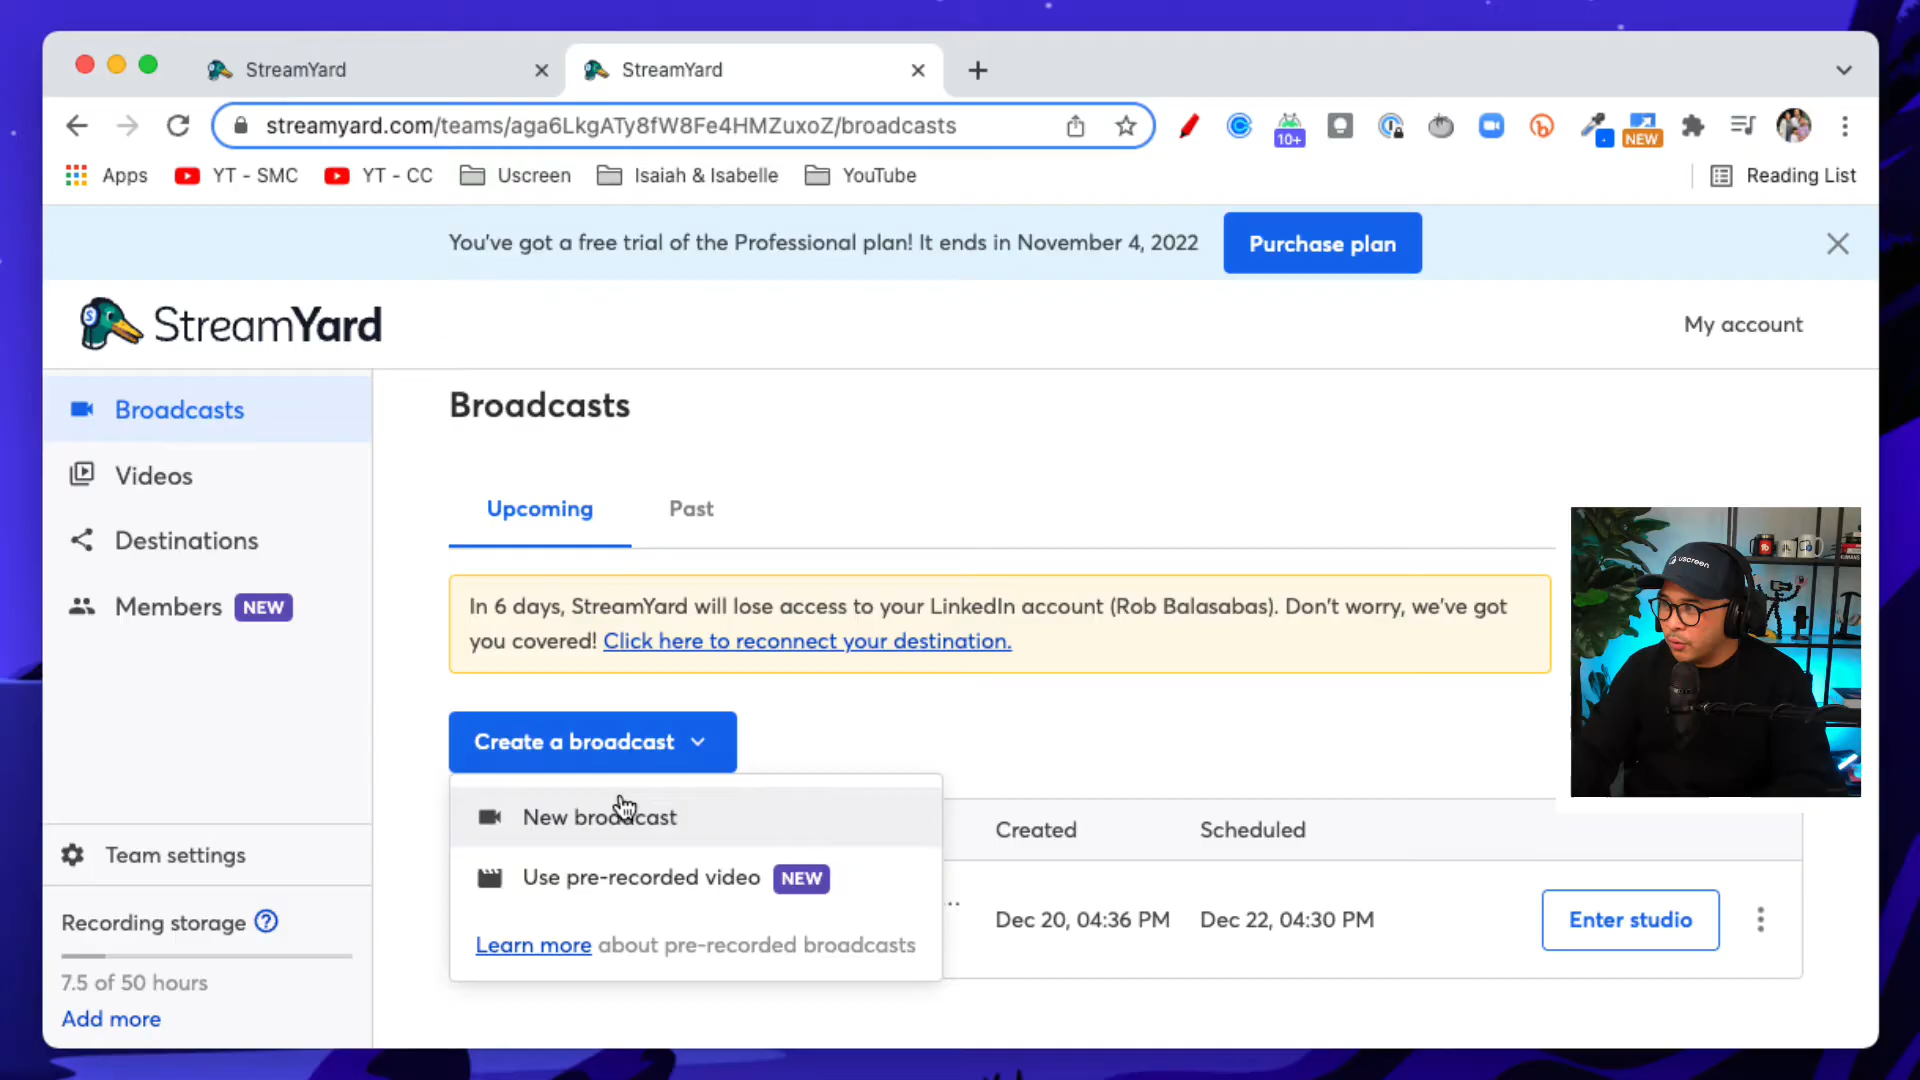 StreamYard
StreamYard
streamyard.com/teams/aga6LkgATy8fW8Fe4HMZuxoZ/broadcasts
10+
NEW
Apps
YT - SMC
YT - CC
Uscreen
Isaiah & Isabelle
YouTube
Reading List
You've got a free trial of the Professional plan! It ends in November 4, 2022
Purchase plan
StreamYard
My account
Broadcasts
Videos
Destinations
Members NEW
Team settings
Recording storage ?
7.5 of 50 hours
Add more
Broadcasts
Upcoming
Past
In 6 days, StreamYard will lose access to your LinkedIn account (Rob Balasabas). Don't worry, we've got
you covered! Click here to reconnect your destination.
uscreen
Create a broadcast
New broadcast
Use pre-recorded video NEW
Learn more about pre-recorded broadcasts
Created
Scheduled
...
Dec 20, 04:36 PM
Dec 22, 04:30 PM
Enter studio